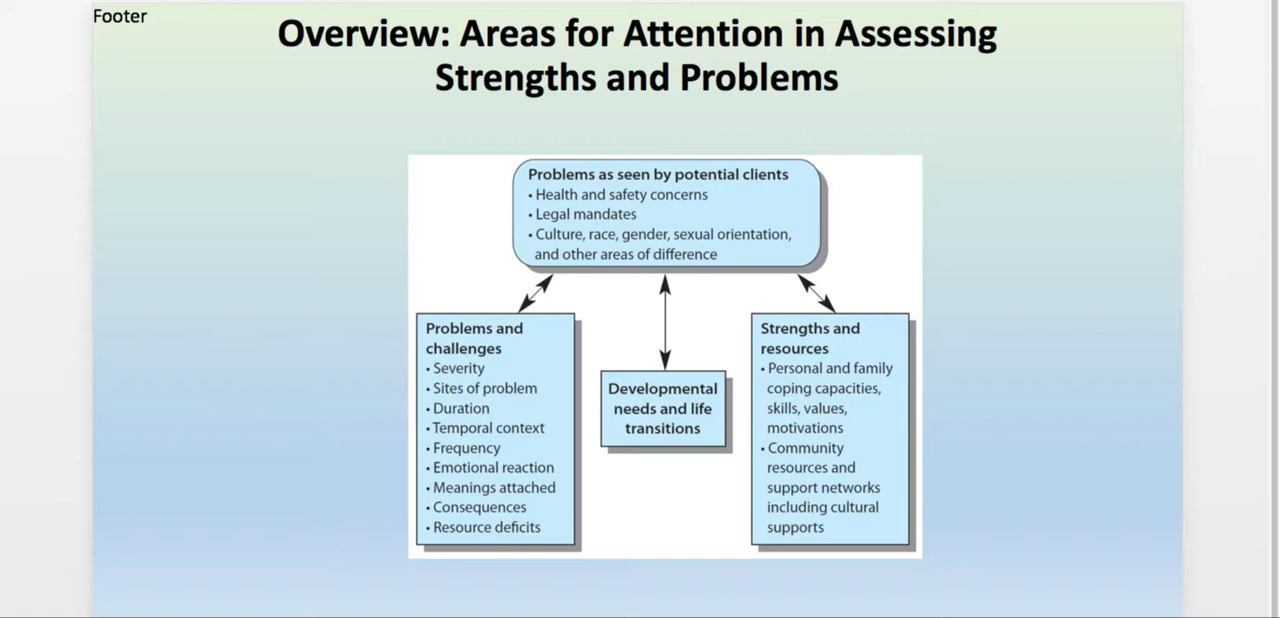 Footer
Overview: Areas for Attention in Assessing
Strengths and Problems
Problems as seen by potential clients
• Health and safety concerns
• Legal mandates
• Culture, race, gender, sexual orientation,
and other areas of difference
Problems and
challenges
• Severity
• Sites of problem
• Duration
• Temporal context
• Frequency
• Emotional reaction
• Meanings attached
• Consequences
• Resource deficits
Developmental
needs and life
transitions
Strengths and
resources
• Personal and family
coping capacities,
skills, values,
motivations
• Community
resources and
support networks
including cultural
supports